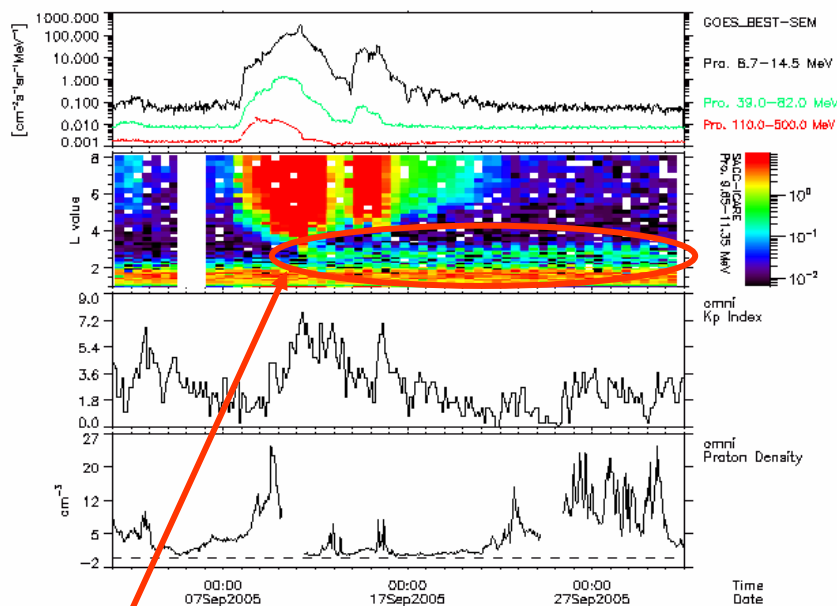 1000.000
100.000
10.000
1.000
0.100
0.010
0.001
[cm⁻²s⁻¹sr⁻¹MeV⁻¹]
GOES_BEST-SEM
Pro. 6.7-14.5 MeV
Pro. 39.0-82.0 MeV
Pro. 110.0-500.0 MeV
8
6
4
2
L value
SACC-ICARE
Pro. 9.65-11.35 MeV
10⁰
10⁻¹
10⁻²
9.0
7.2
5.4
3.6
1.8
0.0
omni
Kp Index
27
20
12
5
-2
cm⁻³
omni
Proton Density
00:00 00:00 00:00 Time
07Sep2005 17Sep2005 27Sep2005 Date